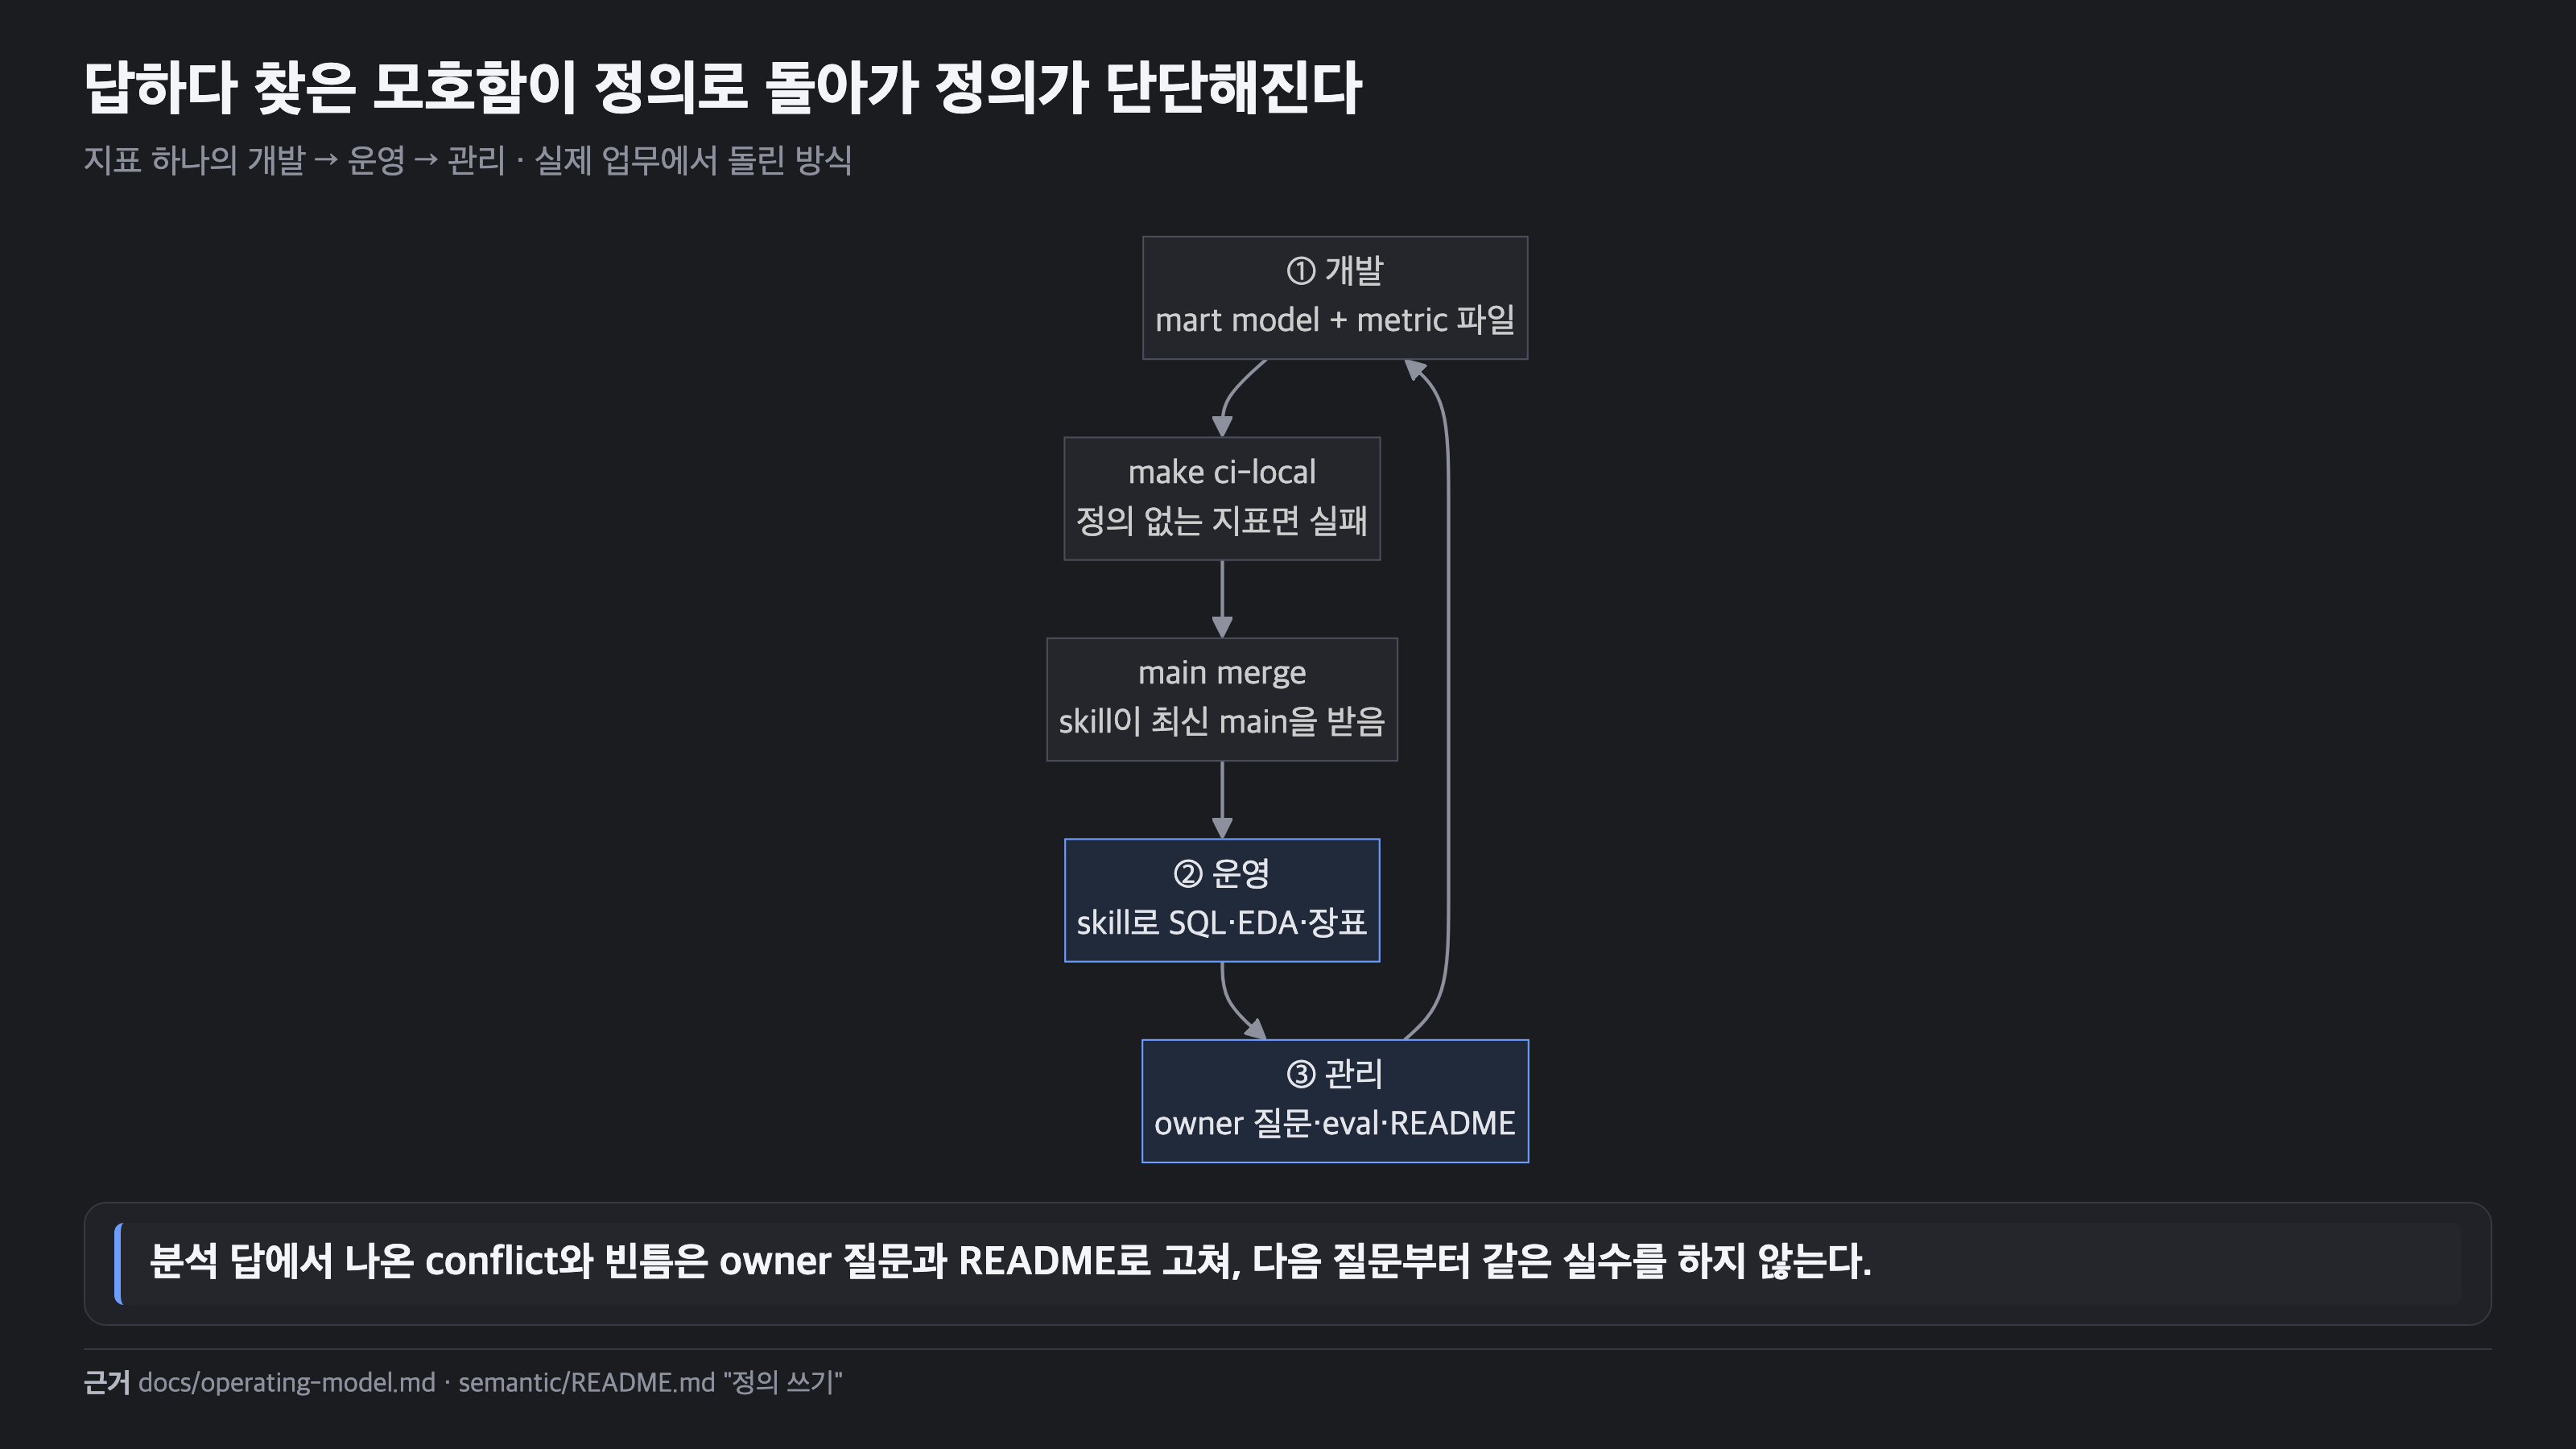 답하다 찾은 모호함이 정의로 돌아가 정의가 단단해진다
지표 하나의 개발 → 운영 → 관리 · 실제 업무에서 돌린 방식
① 개발
mart model + metric 파일
make ci-local
정의 없는 지표면 실패
main merge
skill이 최신 main을 받음
② 운영
skill로 SQL·EDA·장표
③ 관리
owner 질문·eval·README
분석 답에서 나온 conflict와 빈틈은 owner 질문과 README로 고쳐, 다음 질문부터 같은 실수를 하지 않는다.
근거 docs/operating-model.md · semantic/README.md "정의 쓰기"